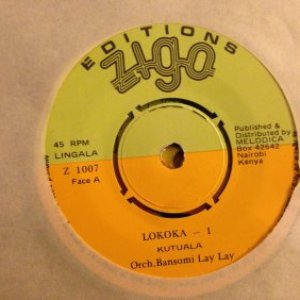 EDITIONS
zigo
45 RPM
LINGALA
Z 1007
Face A
Published &
Distributed by
MELODICA
Box 42642
Nairobi
Kenya
LOKOKA - 1
KUTUALA
Orch.Bansomi Lay Lay